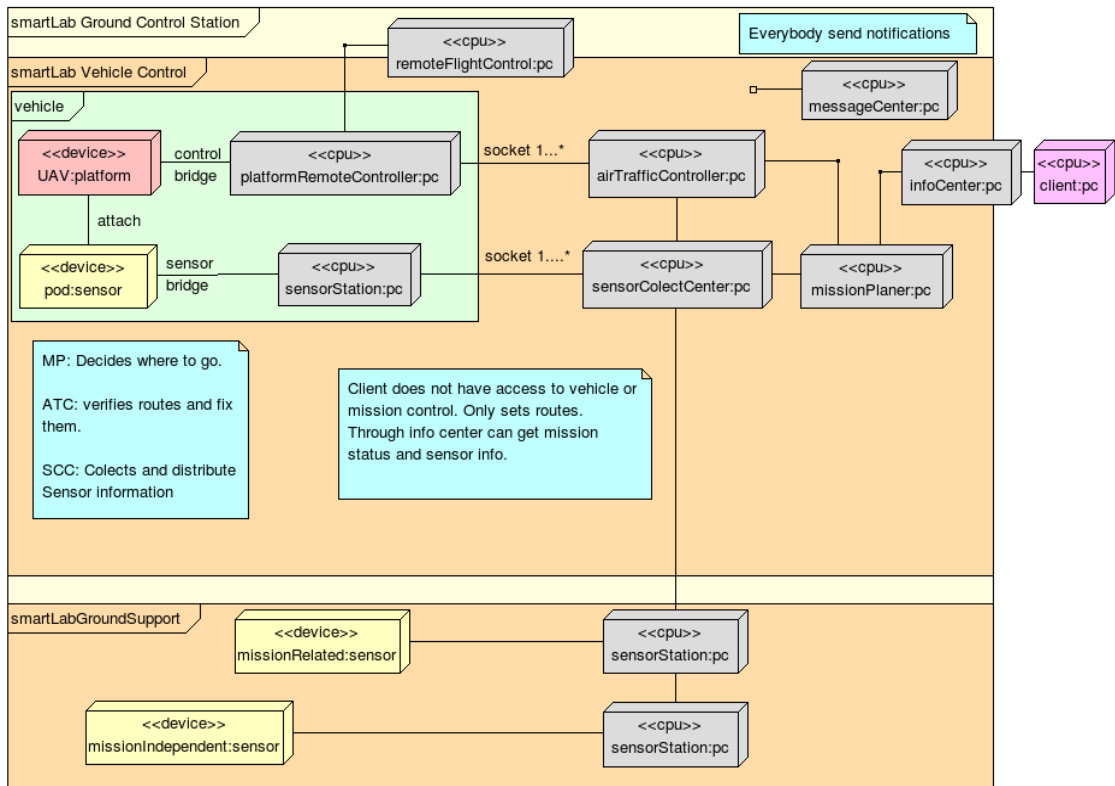 smartLab Ground Control Station
<<cpu>>
remoteFlightControl:pc
Everybody send notifications
smartLab Vehicle Control
<<cpu>>
messageCenter:pc
vehicle
<<device>>
UAV:platform
control
bridge
<<cpu>>
platformRemoteController:pc
socket 1...*
<<cpu>>
airTrafficController:pc
<<cpu>>
infoCenter:pc
<<cpu>>
client:pc
attach
<<device>>
pod:sensor
sensor
bridge
<<cpu>>
sensorStation:pc
socket 1....*
<<cpu>>
sensorColectCenter:pc
<<cpu>>
missionPlaner:pc
MP: Decides where to go.
ATC: verifies routes and fix
them.
SCC: Colects and distribute
Sensor information
Client does not have access to vehicle or
mission control. Only sets routes.
Through info center can get mission
status and sensor info.
smartLabGroundSupport
<<device>>
missionRelated:sensor
<<cpu>>
sensorStation:pc
<<device>>
missionIndependent:sensor
<<cpu>>
sensorStation:pc